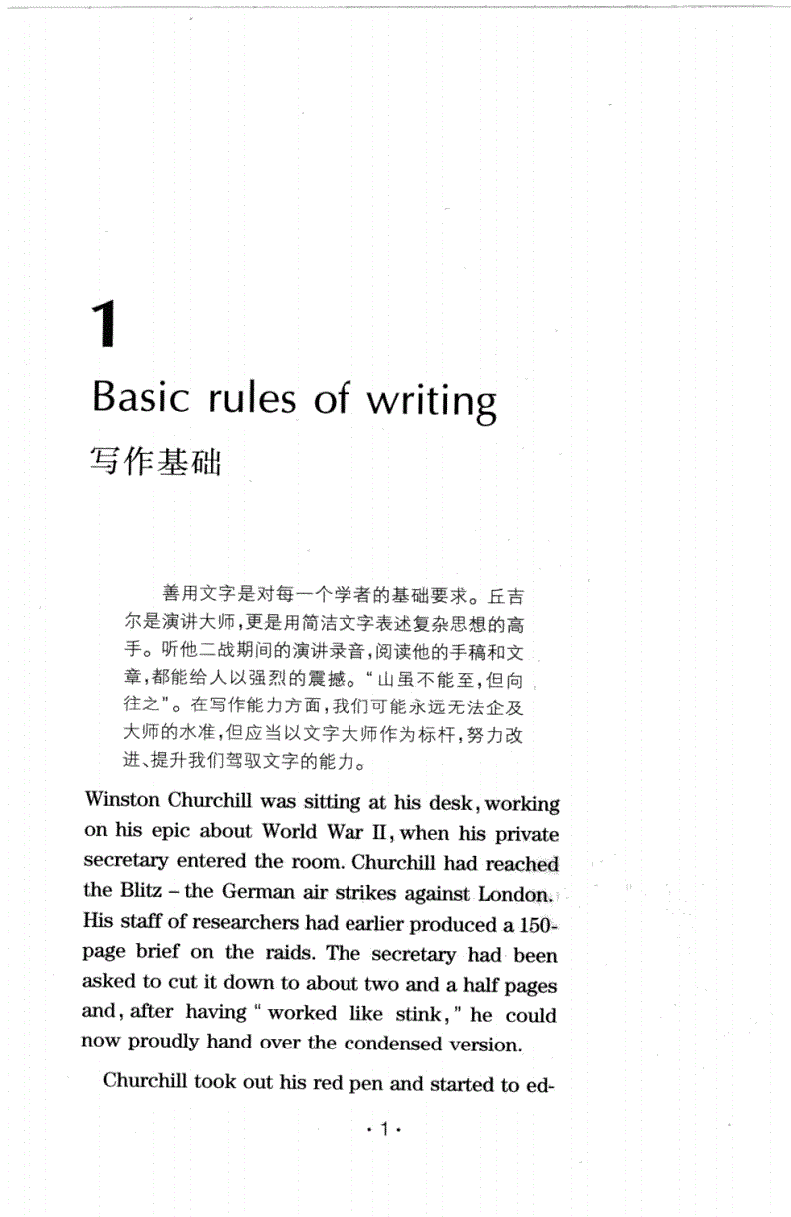 1
Basic rules of writing
写作基础
善用文字是对每一个学者的基础要求。丘吉
尔是演讲大师,更是用简洁文字表述复杂思想的高
手。听他二战期间的演讲录音,阅读他的手稿和文
章,都能给人以强烈的震撼。“山虽不能至,但向
往之”。在写作能力方面,我们可能永远无法企及
大师的水准,但应当以文字大师作为标杆,努力改
进、提升我们驾驭文字的能力。
Winston Churchill was sitting at his desk, working
on his epic about World War II, when his private
secretary entered the room. Churchill had reached
the Blitz – the German air strikes against London.
His staff of researchers had earlier produced a 150-
page brief on the raids. The secretary had been
asked to cut it down to about two and a half pages
and, after having “worked like stink,” he could
now proudly hand over the condensed version.
Churchill took out his red pen and started to ed-
· 1 ·